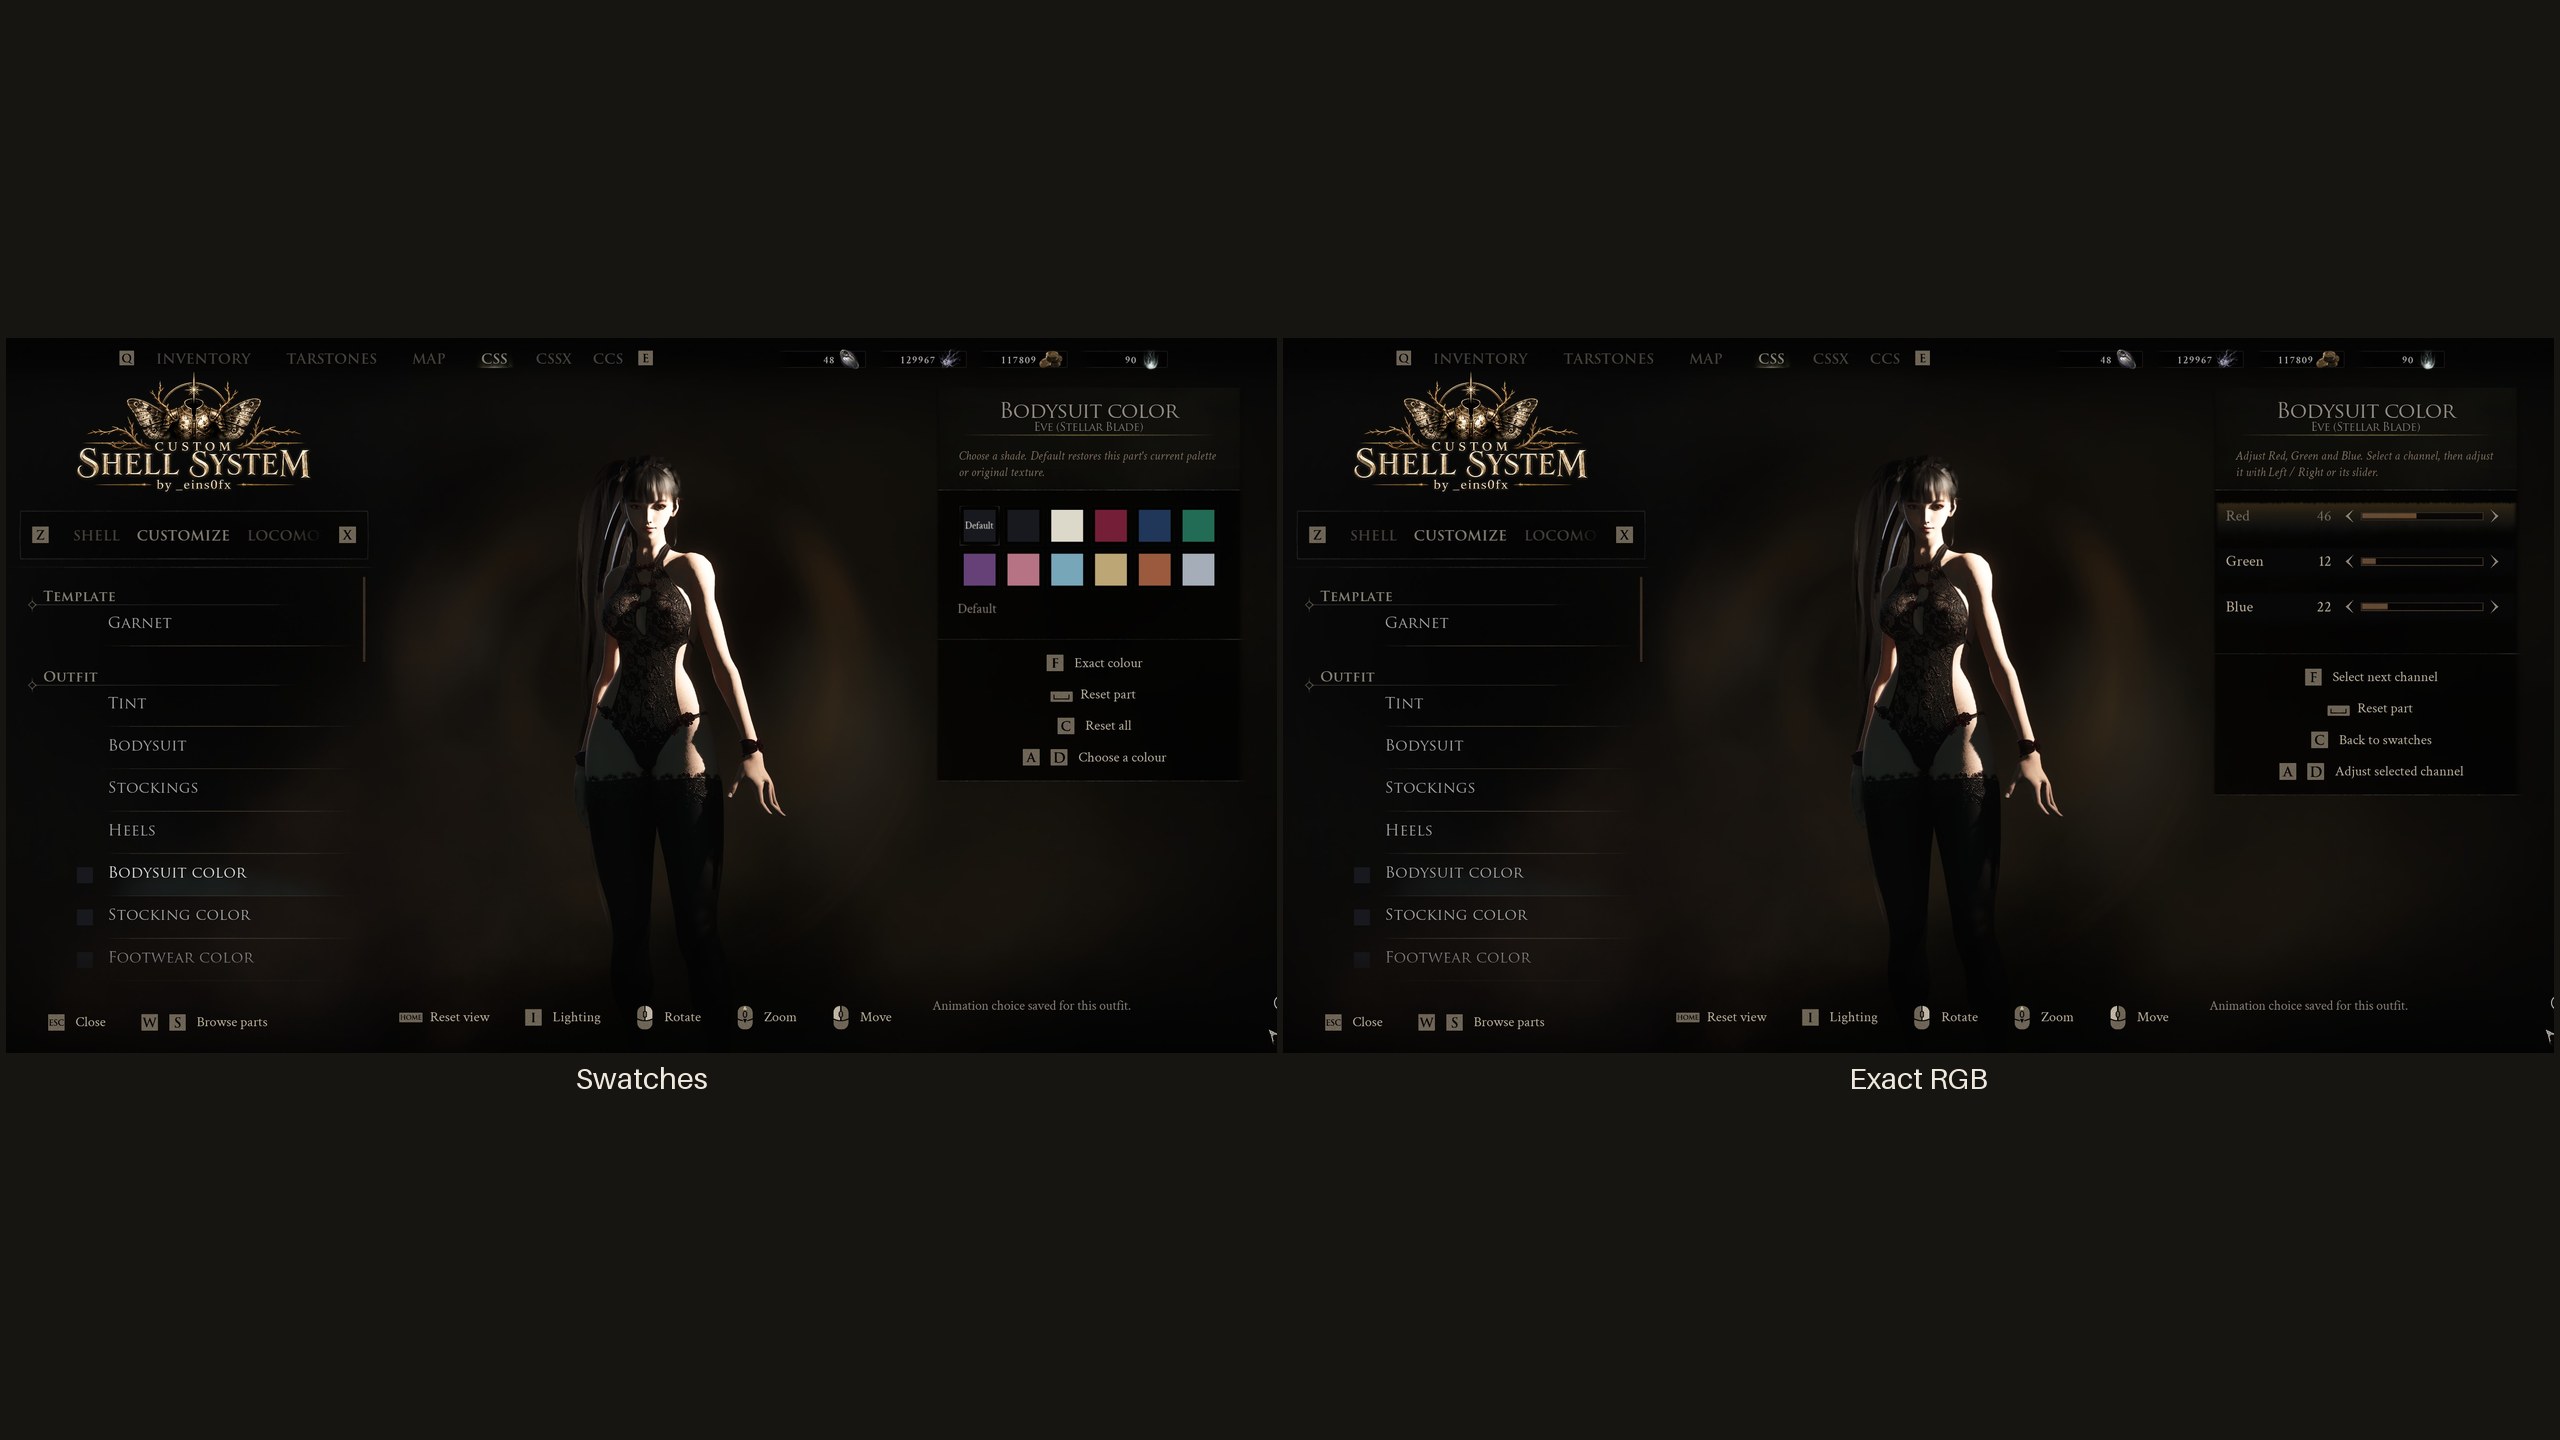 Q INVENTORY TARSTONES MAP CSS CSSX CCS E 48 129967 117809 90
CUSTOM
SHELL SYSTEM
by _eins0fx
Z SHELL CUSTOMIZE LOCOMO X
TEMPLATE
GARNET
OUTFIT
TINT
BODYSUIT
STOCKINGS
HEELS
BODYSUIT COLOR
STOCKING COLOR
FOOTWEAR COLOR
ESC Close W S Browse parts
HOME Reset view I Lighting Rotate Zoom Move
BODYSUIT COLOR
EVE (STELLAR BLADE)
Choose a shade. Default restores this part's current palette
or original texture.
Default
Default
F Exact colour
Reset part
C Reset all
A D Choose a colour
Animation choice saved for this outfit.
Swatches
Q INVENTORY TARSTONES MAP CSS CSSX CCS E 48 129967 117809 90
CUSTOM
SHELL SYSTEM
by _eins0fx
Z SHELL CUSTOMIZE LOCOMO X
TEMPLATE
GARNET
OUTFIT
TINT
BODYSUIT
STOCKINGS
HEELS
BODYSUIT COLOR
STOCKING COLOR
FOOTWEAR COLOR
ESC Close W S Browse parts
HOME Reset view I Lighting Rotate Zoom Move
BODYSUIT COLOR
EVE (STELLAR BLADE)
Adjust Red, Green and Blue. Select a channel, then adjust
it with Left / Right or its slider.
Red 46
Green 12
Blue 22
F Select next channel
Reset part
C Back to swatches
A D Adjust selected channel
Animation choice saved for this outfit.
Exact RGB